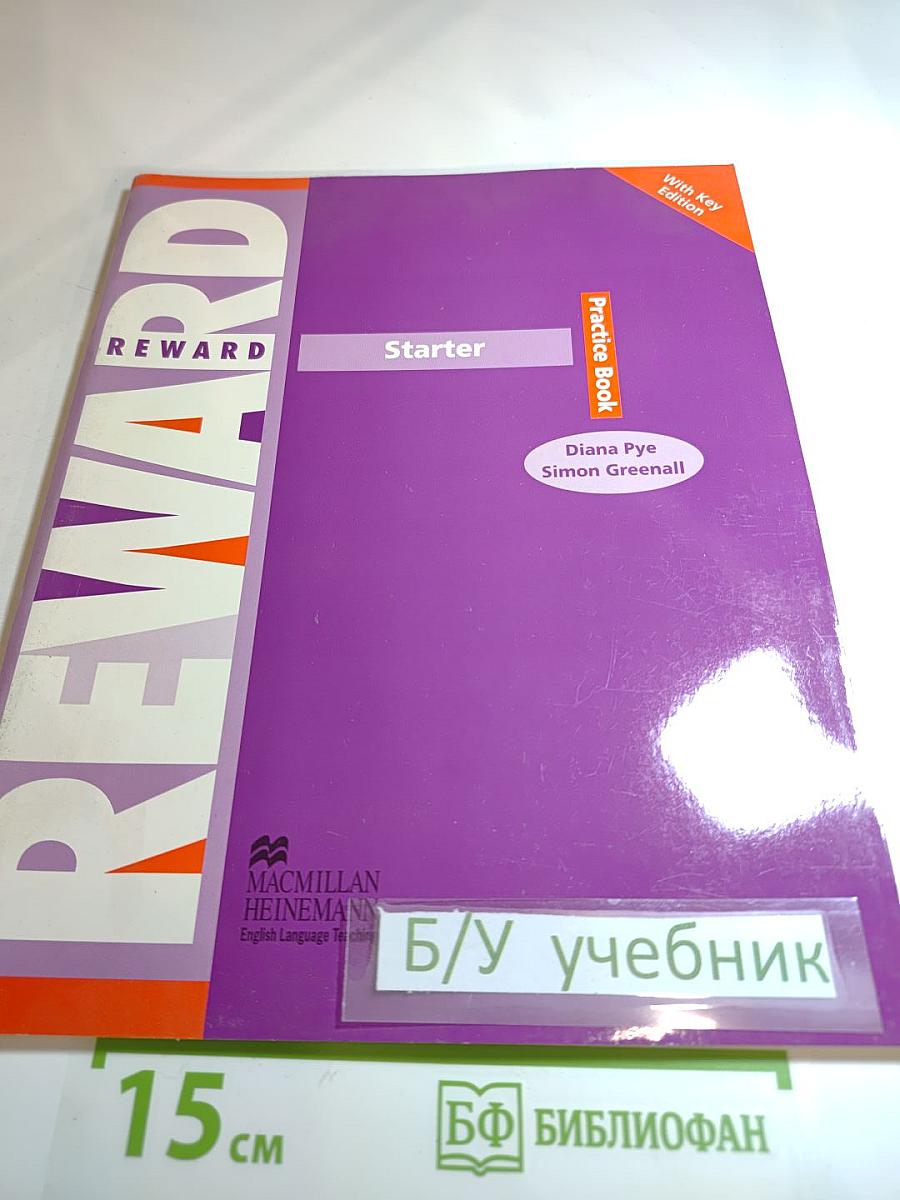 With Key
Edition
REWARD
REWARD
Starter
Practice Book
Diana Pye
Simon Greenall
MACMILLAN
HEINEMANN
English Language Teaching
Б/У учебник
15 см
БФ БИБЛИОФАН